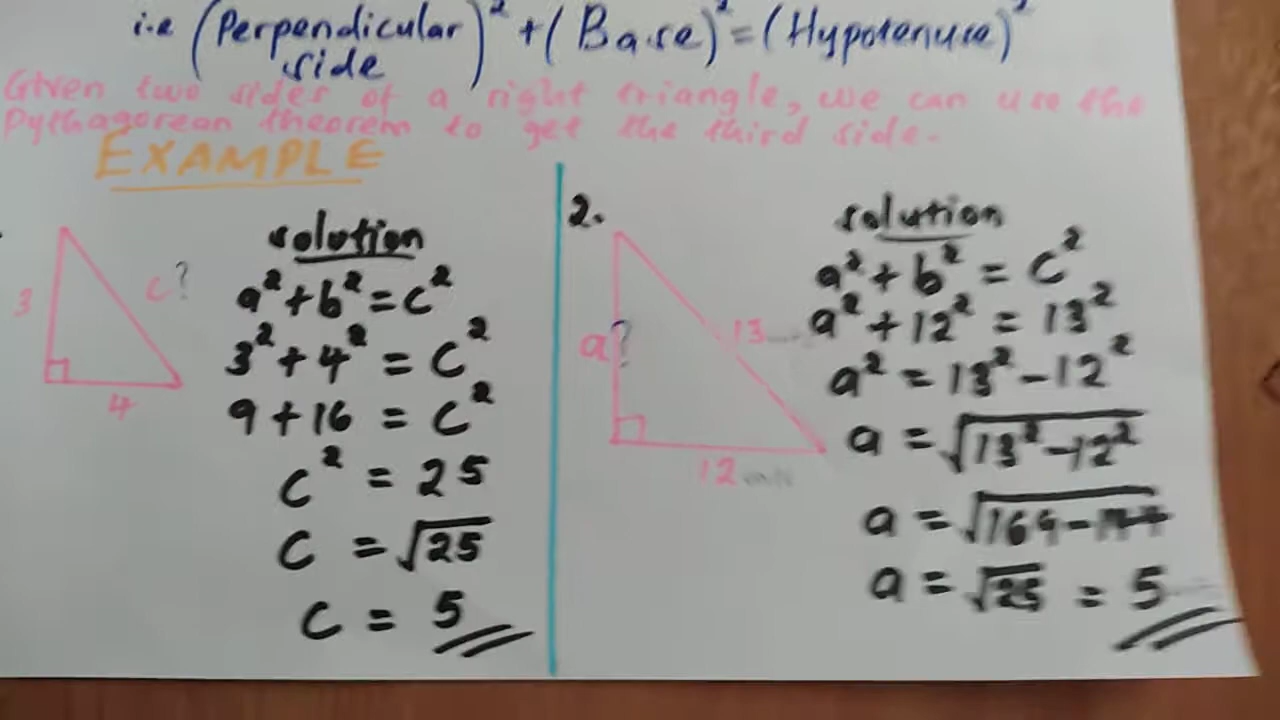 i.e (Perpendicular side)² + (Base)² = (Hypotenuse)²
Given two sides of a right triangle, we can use the
Pythagorean theorem to get the third side.
EXAMPLE
3
c?
4
solution
a² + b² = c²
3² + 4² = c²
9 + 16 = c²
c² = 25
c = √25
c = 5
2.
a?
13
12
solution
a² + b² = c²
a² + 12² = 13²
a² = 13² - 12²
a = √13² - 12²
a = √169 - 144
a = √25 = 5